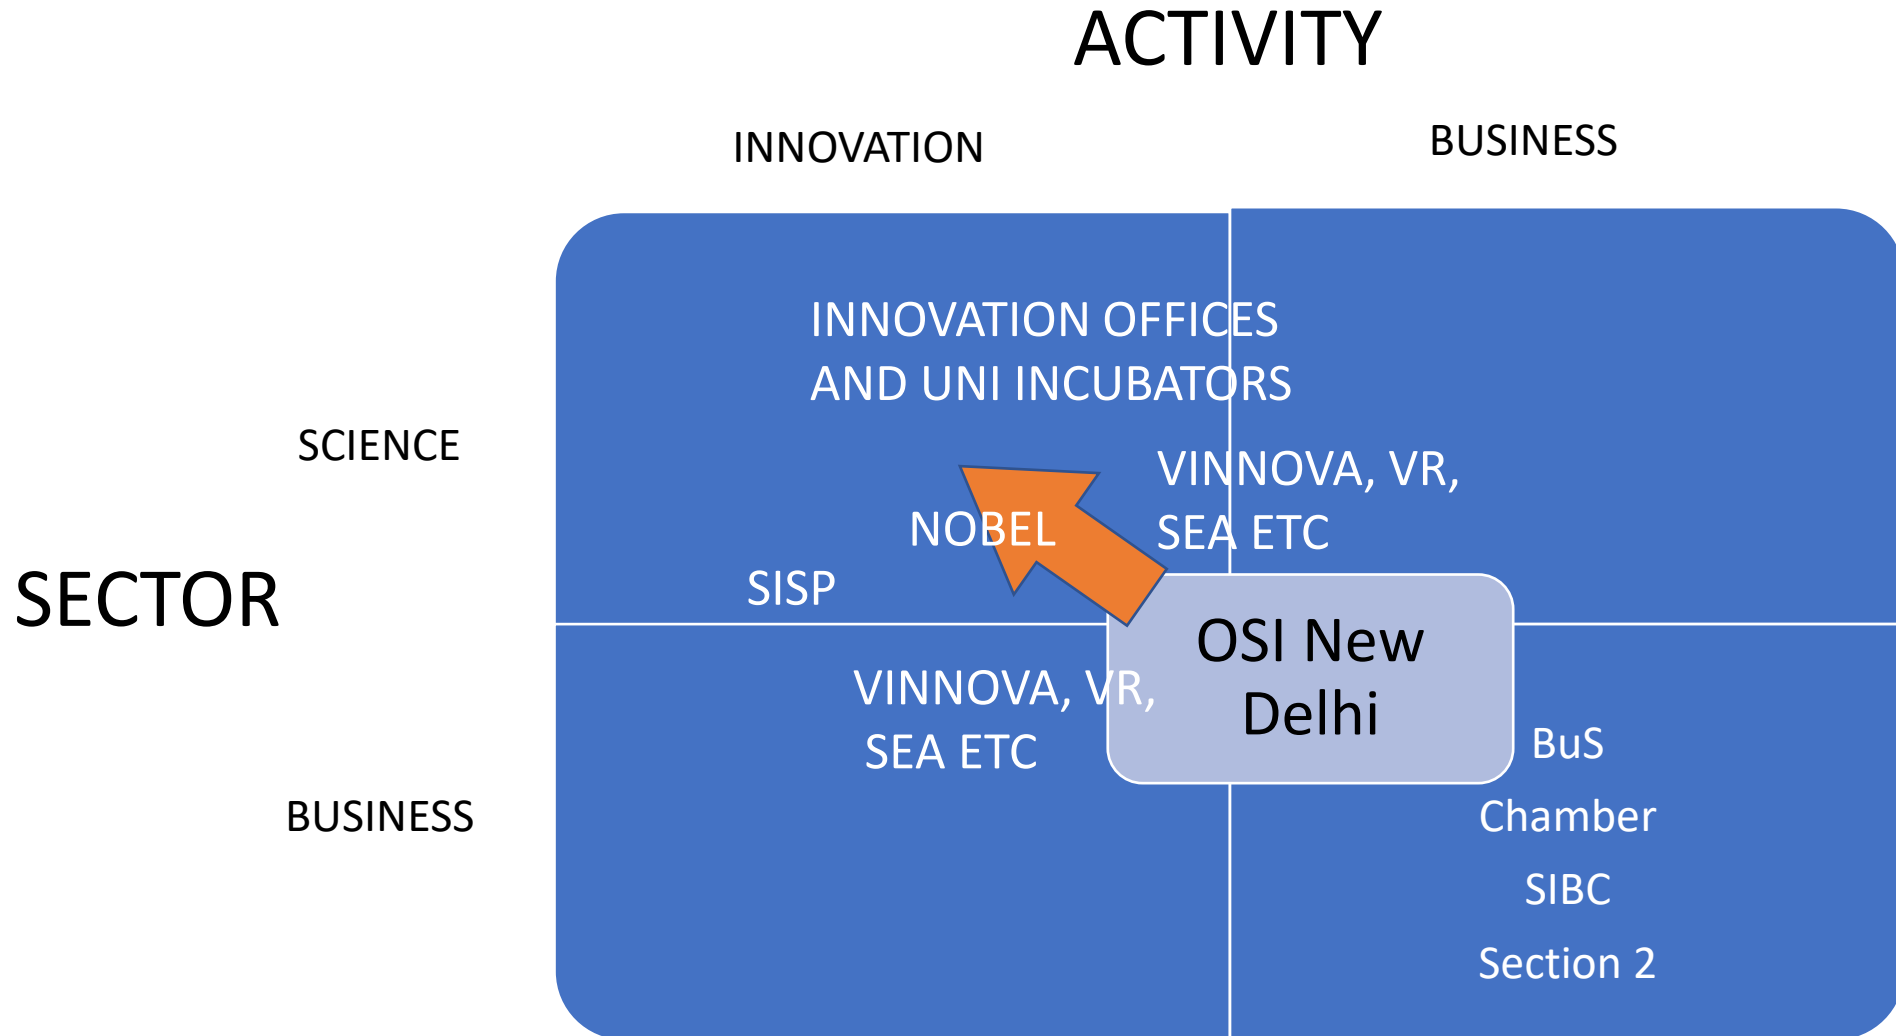 ACTIVITY
INNOVATION
BUSINESS
INNOVATION OFFICES
AND UNI INCUBATORS
SCIENCE
VINNOVA, VR,
SEA ETC
NOBEL
SISP
SECTOR
OSI New
Delhi
VINNOVA, VR,
SEA ETC
BUSINESS
BuS
Chamber
SIBC
Section 2